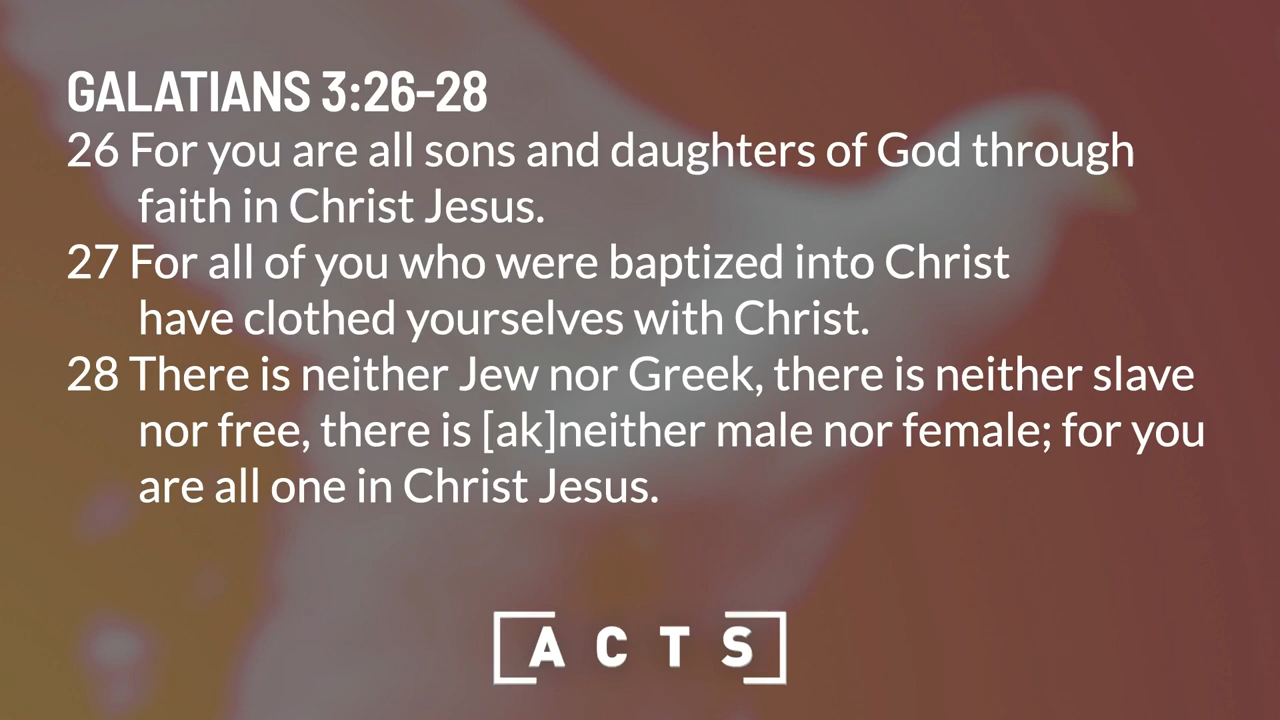 GALATIANS 3:26-28
26 For you are all sons and daughters of God through
faith in Christ Jesus.
27 For all of you who were baptized into Christ
have clothed yourselves with Christ.
28 There is neither Jew nor Greek, there is neither slave
nor free, there is [ak]neither male nor female; for you
are all one in Christ Jesus.
ACTS